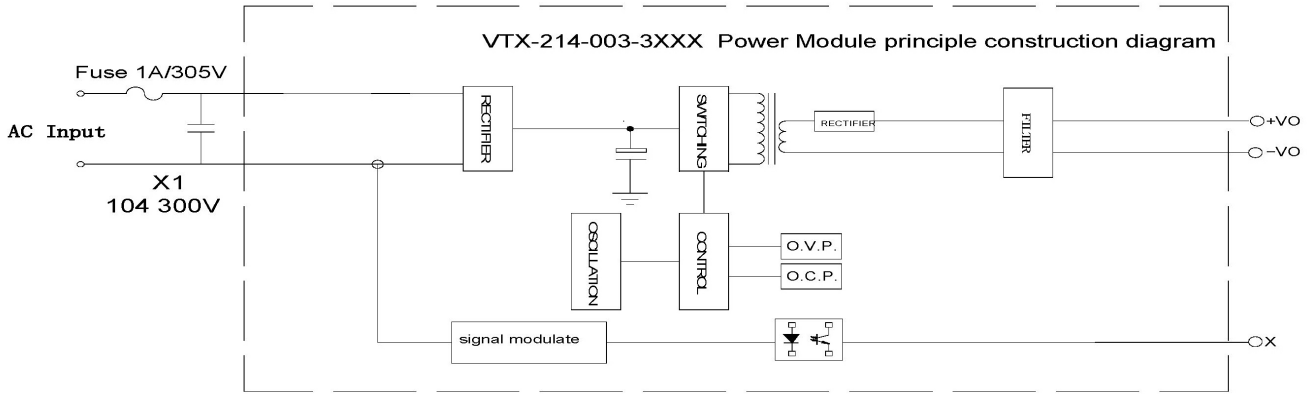 VTX-214-003-3XXX Power Module principle construction diagram
Fuse 1A/305V
AC Input
X1
104 300V
RECTIFIER
SWITCHING
RECTIFIER
FILTER
+VO
-VO
OSCILLATION
CONTROL
O.V.P.
O.C.P.
signal modulate
X